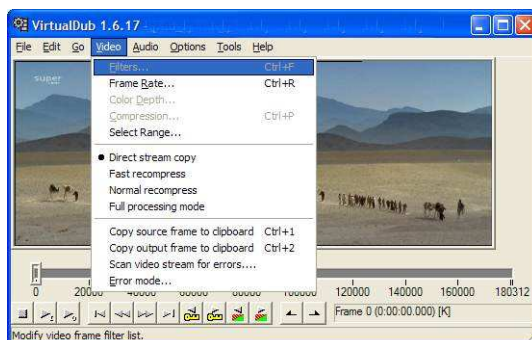 VirtualDub 1.6.17
File Edit Go Video Audio Options Tools Help
super
Filters... Ctrl+F
Frame Rate... Ctrl+R
Color Depth...
Compression... Ctrl+P
Select Range...
Direct stream copy
Fast recompress
Normal recompress
Full processing mode
Copy source frame to clipboard Ctrl+1
Copy output frame to clipboard Ctrl+2
Scan video stream for errors....
Error mode...
0 20000 100000 120000 140000 160000 180312
Frame 0 (0:00:00.000) [K]
Modify video frame filter list.